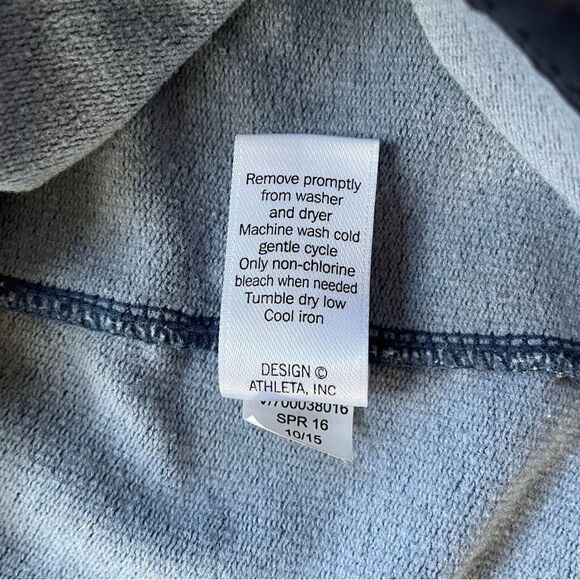 Remove promptly
from washer
and dryer
Machine wash cold
gentle cycle
Only non-chlorine
bleach when needed
Tumble dry low
Cool iron
DESIGN ©
ATHLETA, INC
V/700038016
SPR 16
10/15